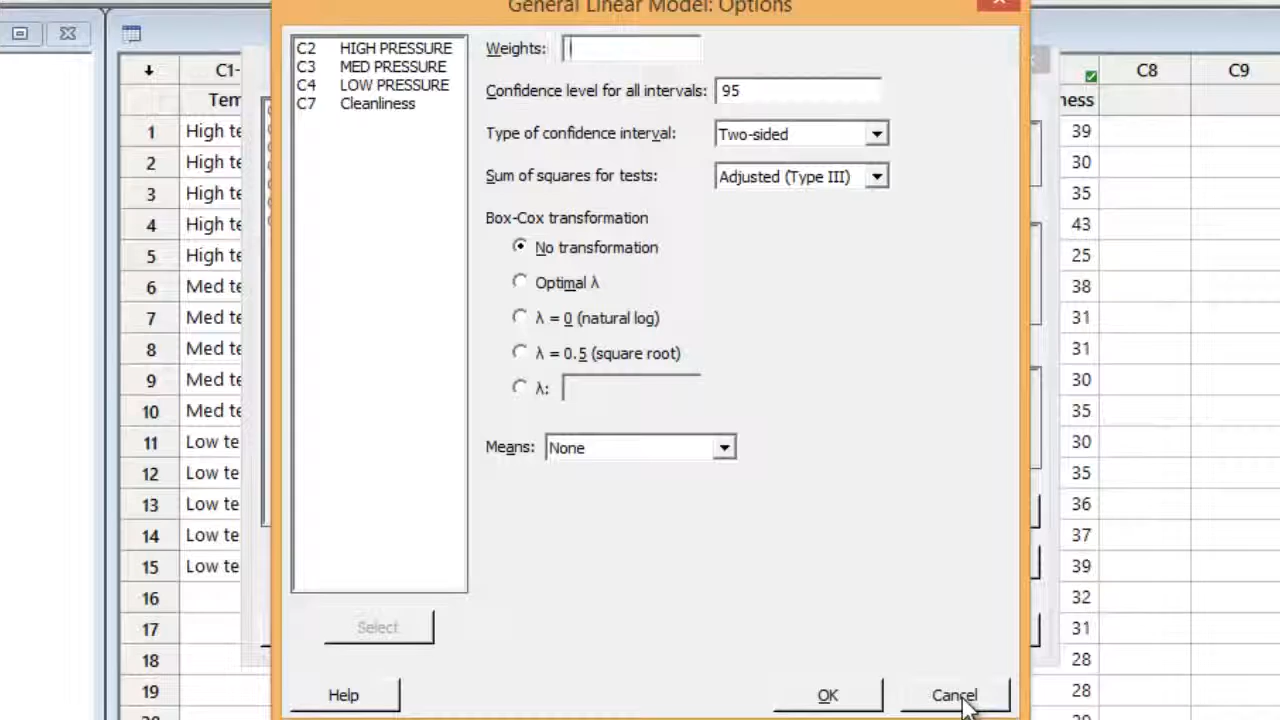 General Linear Model: Options
C2 HIGH PRESSURE
C3 MED PRESSURE
C4 LOW PRESSURE
C7 Cleanliness
Weights:
Confidence level for all intervals: 95
Type of confidence interval: Two-sided
Sum of squares for tests: Adjusted (Type III)
Box-Cox transformation
No transformation
Optimal λ
λ = 0 (natural log)
λ = 0.5 (square root)
λ:
Means: None
Select
Help
OK
Cancel
C1-
Tem
1 High te
2 High te
3 High te
4 High te
5 High te
6 Med te
7 Med te
8 Med te
9 Med te
10 Med te
11 Low te
12 Low te
13 Low te
14 Low te
15 Low te
16
17
18
19
C8 C9
ness
39
30
35
43
25
38
31
31
30
35
30
35
36
37
39
32
31
28
28